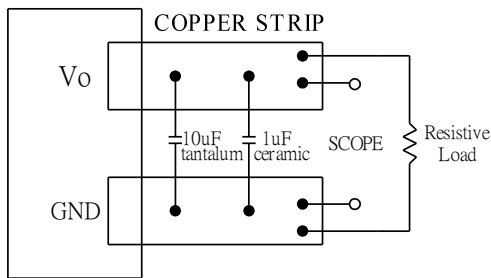 COPPER STRIP
Vo
10uF
tantalum
1uF
ceramic
SCOPE
Resistive
Load
GND